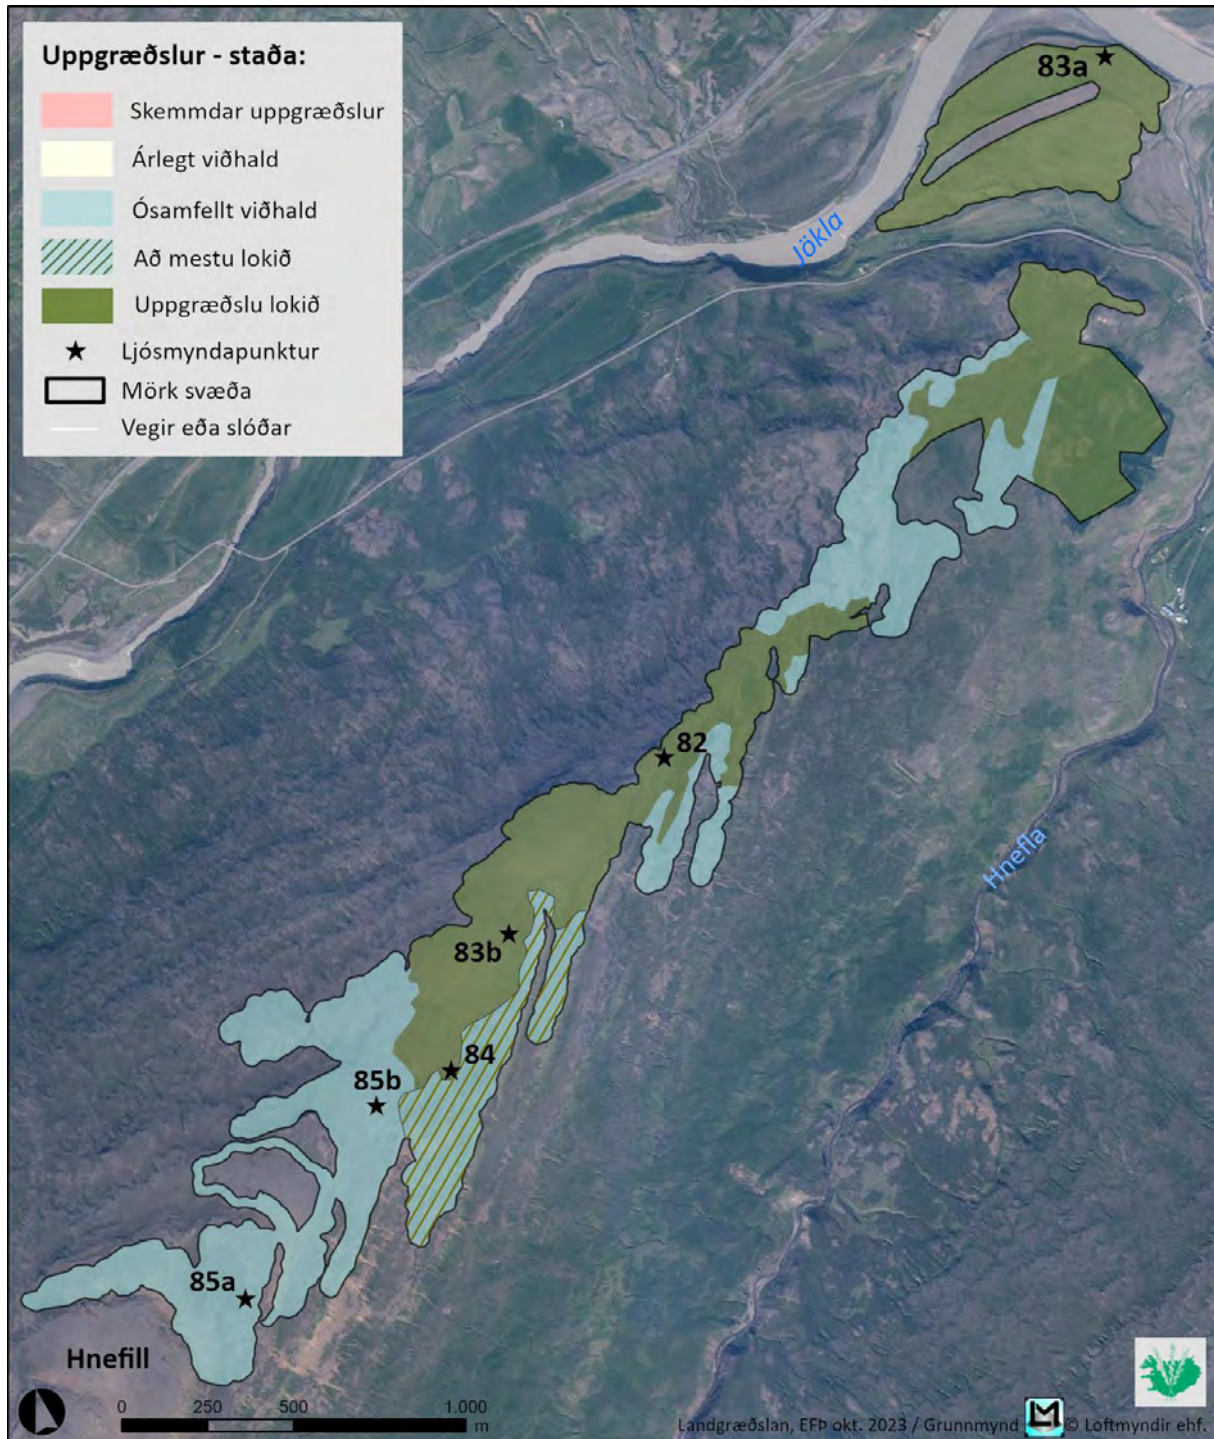 Uppgræðslur - staða:
Skemmdar uppgræðslur
Árlegt viðhald
Ósamfellt viðhald
Að mestu lokið
Uppgræðslu lokið
Ljósmyndapunktur
Mörk svæða
Vegir eða slóðar
83a
Jökla
82
Hnefla
83b
84
85b
85a
Hnefill
0 250 500 1.000
m
Landgræðslan, EFÞ okt. 2023 / Grunnmynd © Loftmyndir ehf.